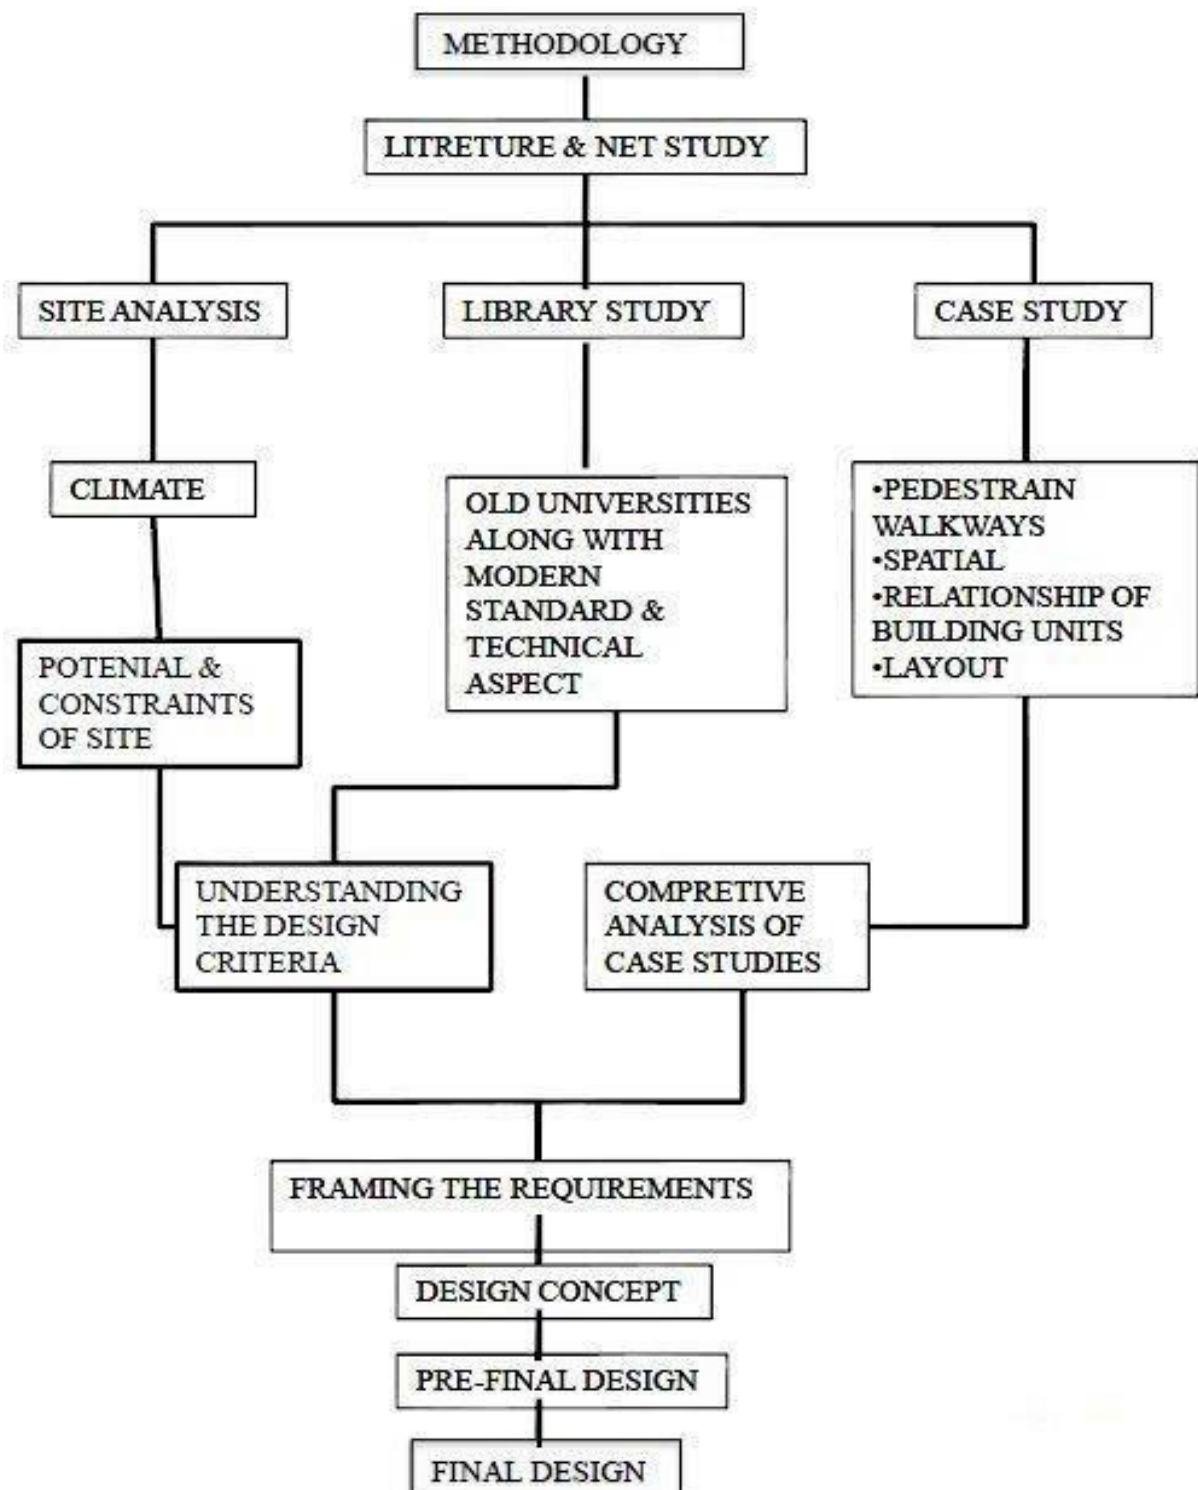 METHODOLOGY
LITRETURE & NET STUDY
SITE ANALYSIS
LIBRARY STUDY
CASE STUDY
CLIMATE
OLD UNIVERSITIES
ALONG WITH
MODERN
STANDARD &
TECHNICAL
ASPECT
•PEDESTRAIN
WALKWAYS
•SPATIAL
•RELATIONSHIP OF
BUILDING UNITS
•LAYOUT
POTENIAL &
CONSTRAINTS
OF SITE
UNDERSTANDING
THE DESIGN
CRITERIA
COMPRETIVE
ANALYSIS OF
CASE STUDIES
FRAMING THE REQUIREMENTS
DESIGN CONCEPT
PRE-FINAL DESIGN
FINAL DESIGN